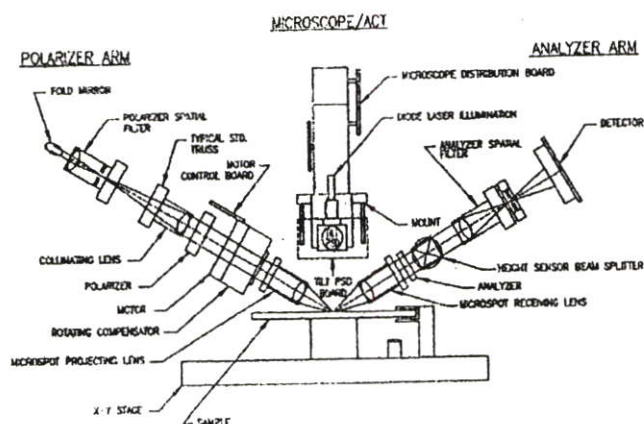 MICROSCOPE/ACT
POLARIZER ARM
ANALYZER ARM
FOLD MIRROR
POLARIZER SPATIAL
FILTER
TYPICAL STD.
TRUSS
MOTOR
CONTROL BOARD
MICROSCOPE DISTRIBUTION BOARD
DIODE LASER ILLUMINATION
DETECTOR
ANALYZER SPATIAL
FILTER
MOUNT
COLLIMATING LENS
POLARIZER
MOTOR
ROTATING COMPENSATOR
MICROSPOT PROJECTING LENS
TILT PSD
BOARD
HEIGHT SENSOR BEAM SPLITTER
ANALYZER
MICROSPOT RECEIVING LENS
X-Y STAGE
SAMPLE